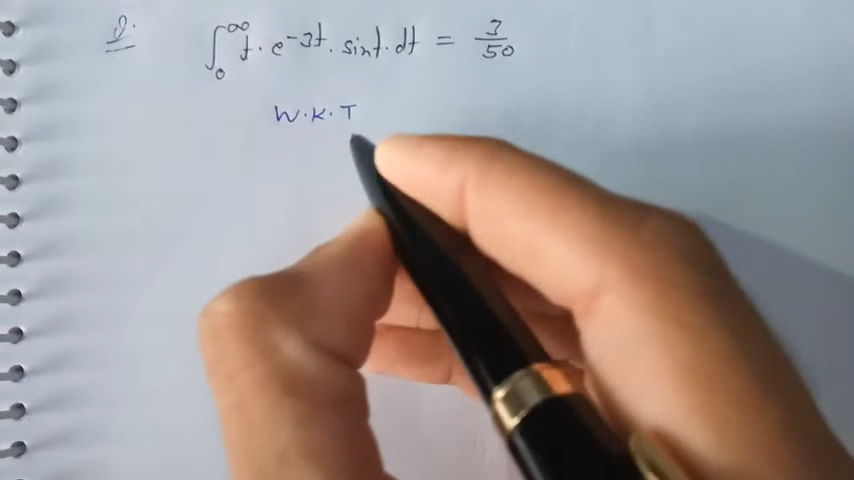 Q. ∫₀^∞ t · e^-3t · sint · dt = 3/50
W.K.T